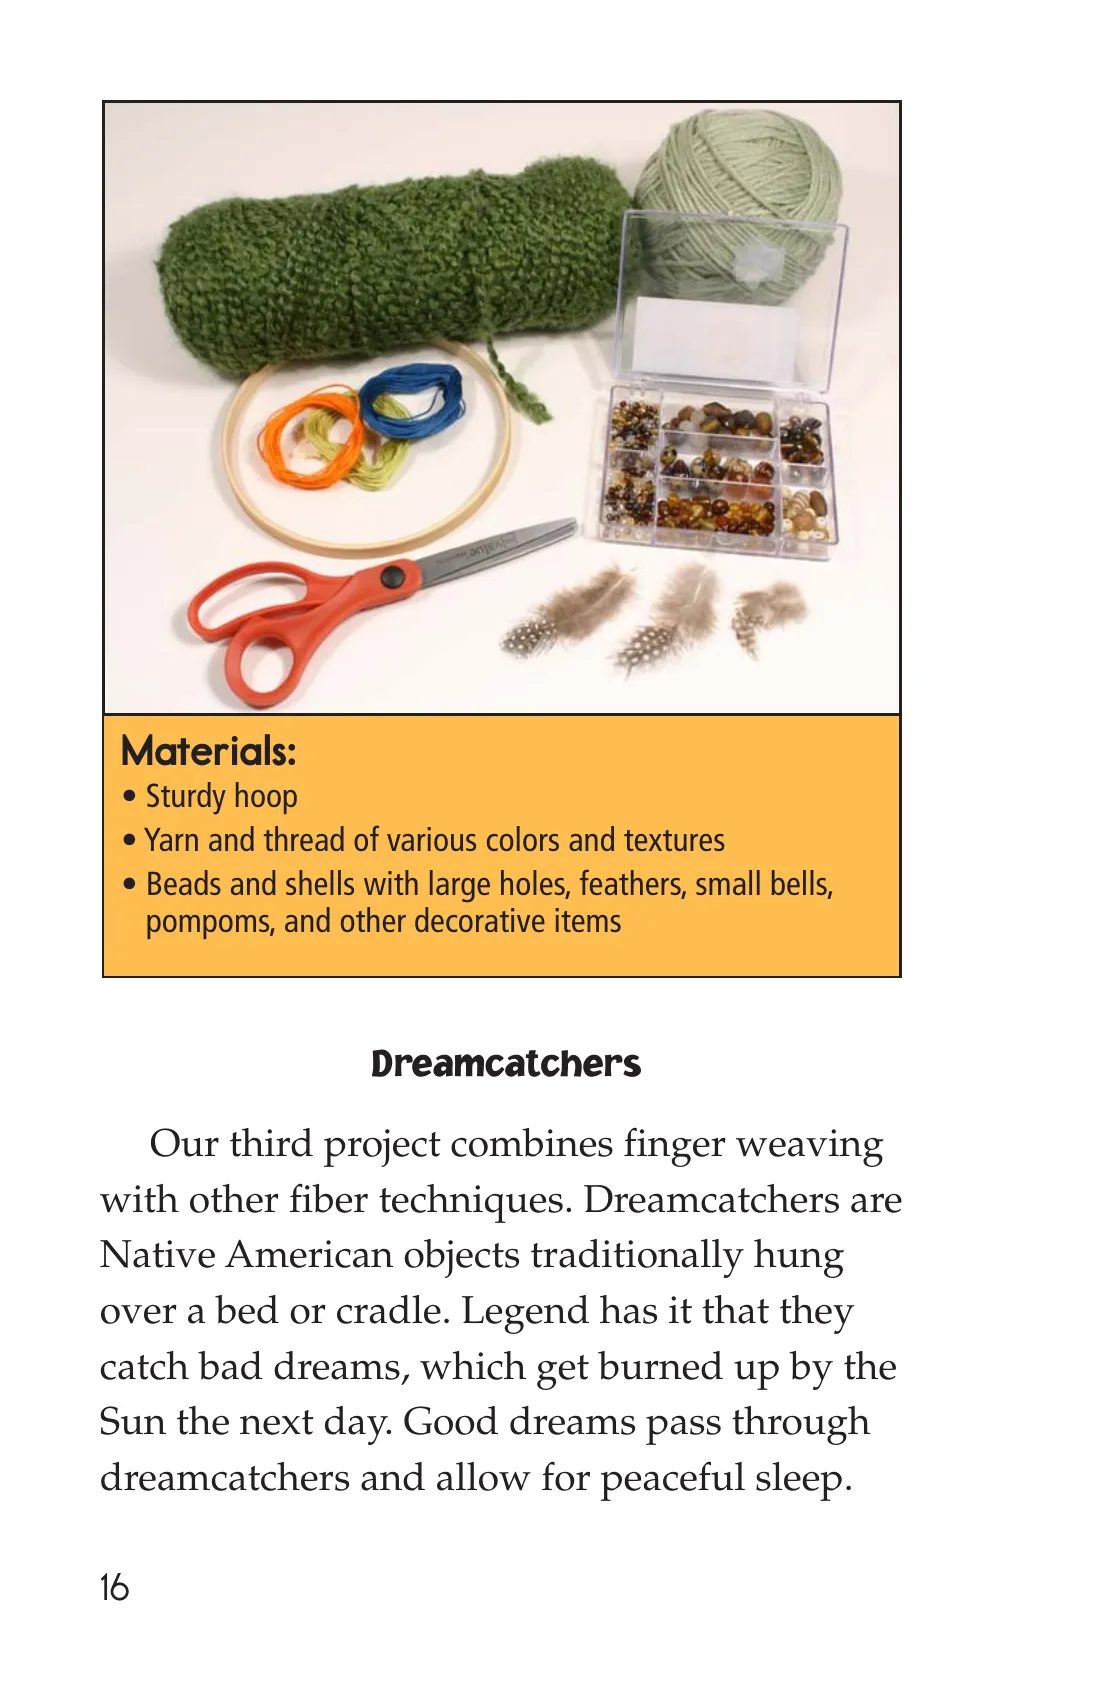 Materials:
• Sturdy hoop
• Yarn and thread of various colors and textures
• Beads and shells with large holes, feathers, small bells,
pompoms, and other decorative items
Dreamcatchers
Our third project combines finger weaving
with other fiber techniques. Dreamcatchers are
Native American objects traditionally hung
over a bed or cradle. Legend has it that they
catch bad dreams, which get burned up by the
Sun the next day. Good dreams pass through
dreamcatchers and allow for peaceful sleep.
16